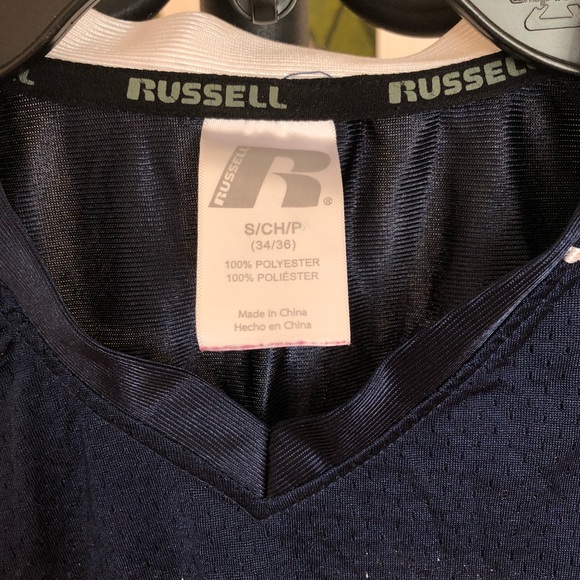 RUSSELL RUSSELL
RUSSELL
R®
S/CH/P
(34/36)
100% POLYESTER
100% POLIÉSTER
Made in China
Hecho en China